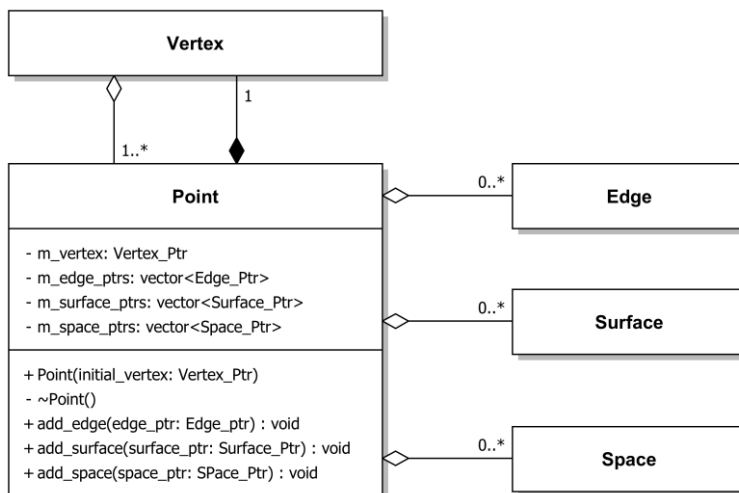 Vertex
1
1..*
Point
0..*
Edge
- m_vertex: Vertex_Ptr
- m_edge_ptrs: vector<Edge_Ptr>
- m_surface_ptrs: vector<Surface_Ptr>
- m_space_ptrs: vector<Space_Ptr>
0..*
Surface
+ Point(initial_vertex: Vertex_Ptr)
- ~Point()
+ add_edge(edge_ptr: Edge_ptr) : void
+ add_surface(surface_ptr: Surface_Ptr) : void
+ add_space(space_ptr: SPace_Ptr) : void
0..*
Space